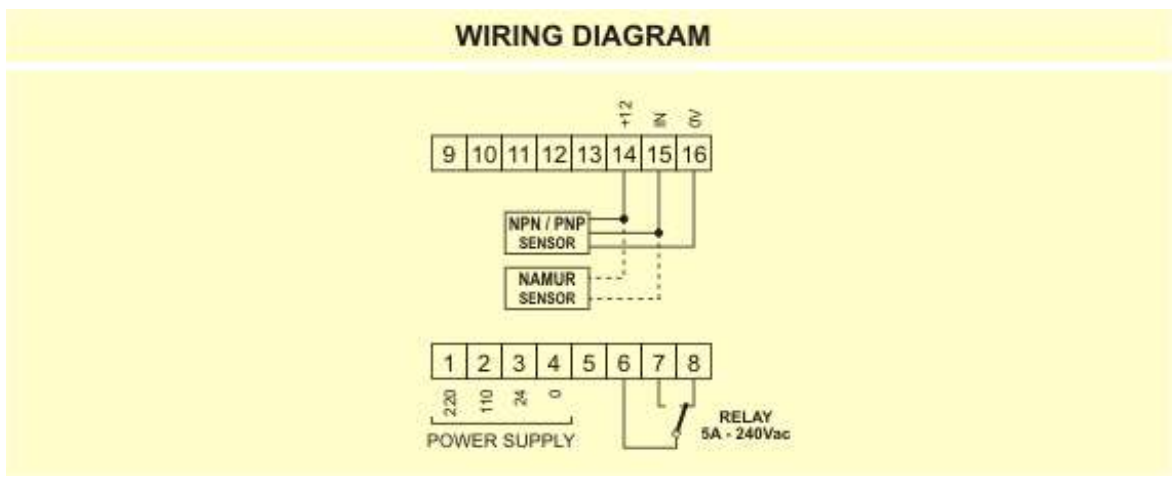 WIRING DIAGRAM
+12 IN 0V
9 10 11 12 13 14 15 16
NPN / PNP
SENSOR
NAMUR
SENSOR
1 2 3 4 5 6 7 8
220 110 24 0
POWER SUPPLY
RELAY
5A - 240Vac